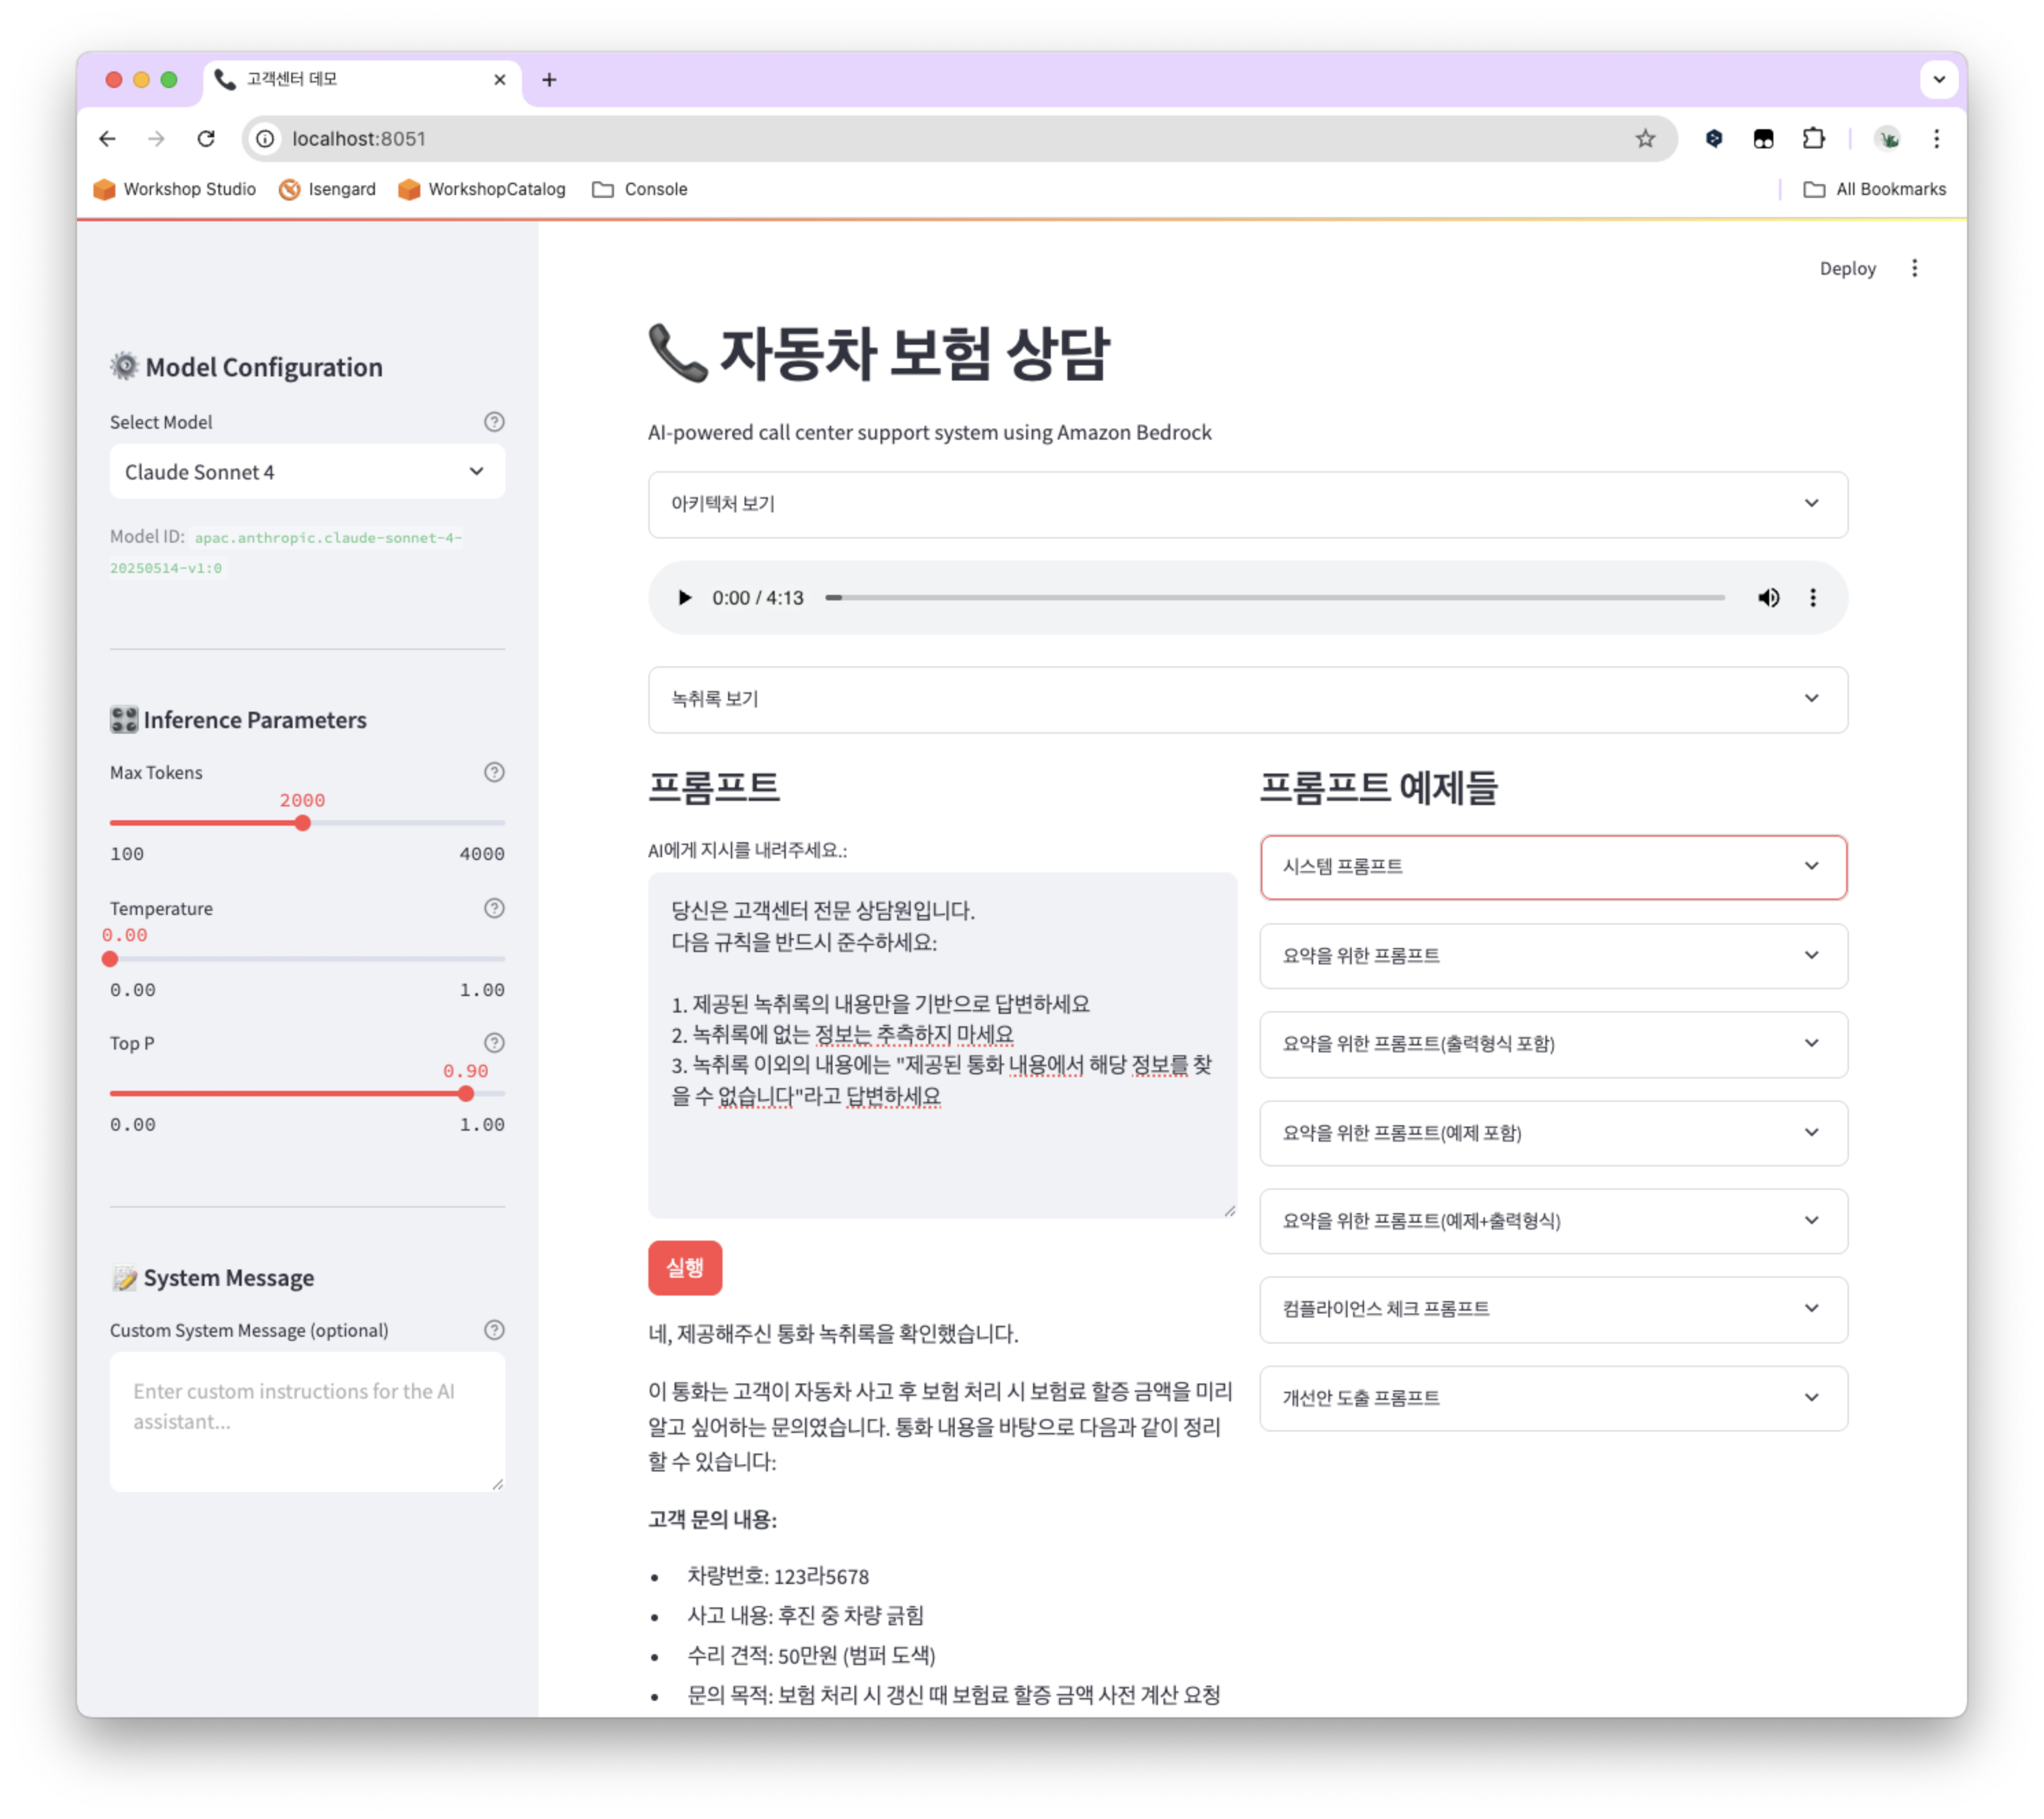 고객센터 데모
localhost:8051
Workshop Studio
Isengard
WorkshopCatalog
Console
All Bookmarks
Deploy
Model Configuration
Select Model
Claude Sonnet 4
Model ID: apac.anthropic.claude-sonnet-4-
20250514-v1:0
Inference Parameters
Max Tokens
2000
100 4000
Temperature
0.00
0.00 1.00
Top P
0.90
0.00 1.00
System Message
Custom System Message (optional)
Enter custom instructions for the AI
assistant...
자동차 보험 상담
AI-powered call center support system using Amazon Bedrock
아키텍처 보기
0:00 / 4:13
녹취록 보기
프롬프트
AI에게 지시를 내려주세요.:
당신은 고객센터 전문 상담원입니다.
다음 규칙을 반드시 준수하세요:
1. 제공된 녹취록의 내용만을 기반으로 답변하세요
2. 녹취록에 없는 정보는 추측하지 마세요
3. 녹취록 이외의 내용에는 "제공된 통화 내용에서 해당 정보를 찾
을 수 없습니다"라고 답변하세요
실행
네, 제공해주신 통화 녹취록을 확인했습니다.
이 통화는 고객이 자동차 사고 후 보험 처리 시 보험료 할증 금액을 미리
알고 싶어하는 문의였습니다. 통화 내용을 바탕으로 다음과 같이 정리
할 수 있습니다:
고객 문의 내용:
• 차량번호: 123라5678
• 사고 내용: 후진 중 차량 긁힘
• 수리 견적: 50만원 (범퍼 도색)
• 문의 목적: 보험 처리 시 갱신 때 보험료 할증 금액 사전 계산 요청
프롬프트 예제들
시스템 프롬프트
요약을 위한 프롬프트
요약을 위한 프롬프트(출력형식 포함)
요약을 위한 프롬프트(예제 포함)
요약을 위한 프롬프트(예제+출력형식)
컴플라이언스 체크 프롬프트
개선안 도출 프롬프트